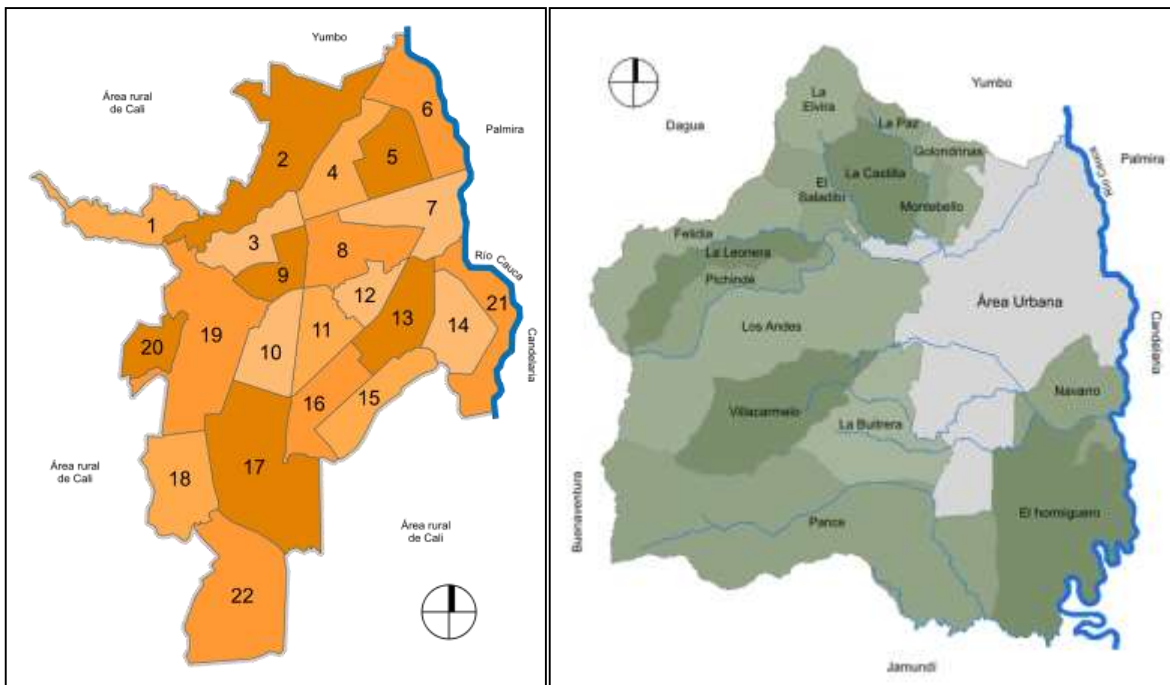 Yumbo
Área rural
de Cali
6
Palmira
2
5
4
1
7
3
8
Río Cauca
9
12
21
13
14
19
11
10
20
Candelaria
15
16
17
18
Área rural
de Cali
Área rural
de Cali
22
La
Elvira
Yumbo
Dagua
La Paz
Golondrinas
Río Cauca
Palmira
La Castilla
El
Saladito
Montebello
Felidia
La Leonera
Pichindé
Área Urbana
Los Andes
Candelaria
Navarro
Villacarmelo
La Buitrera
Buenaventura
Pance
El hormiguero
Jamundí